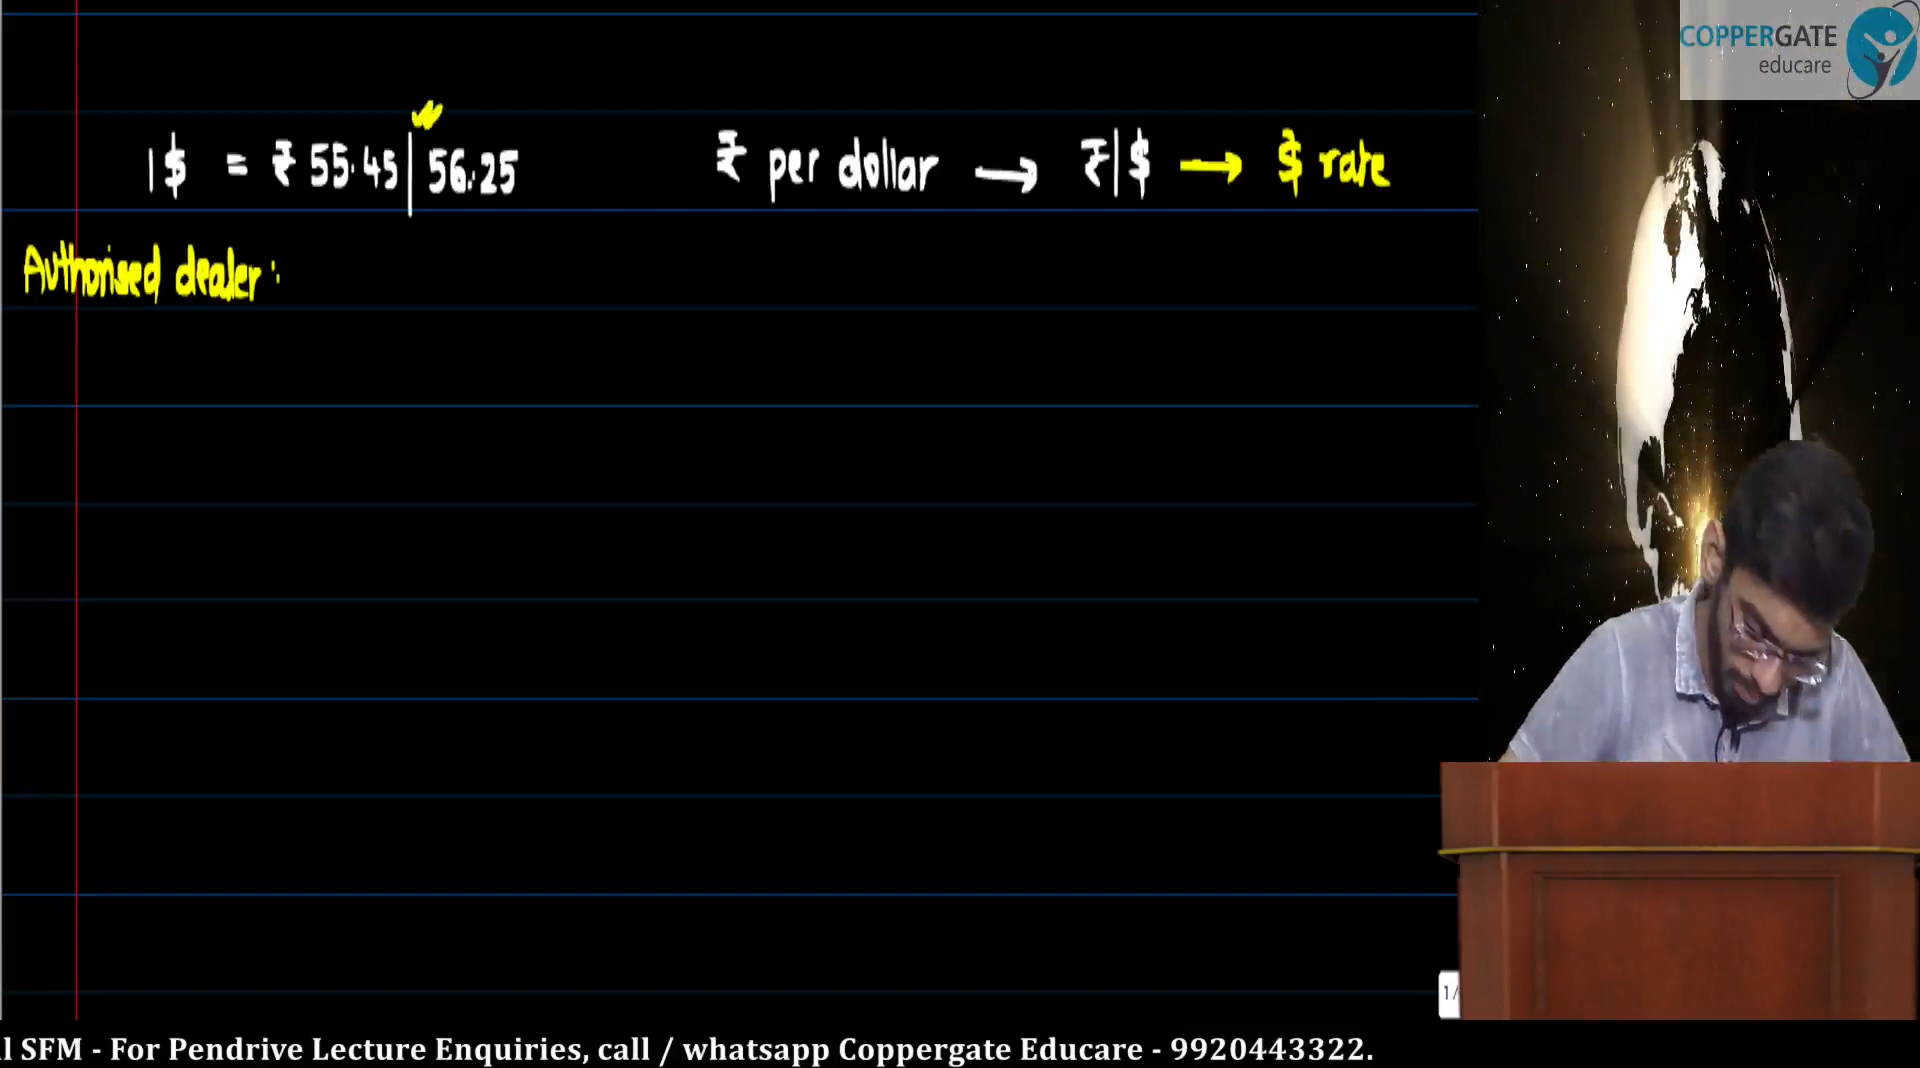 COPPERGATE
educare
1$ = ₹ 55.45|56.25 ₹ per dollar → ₹|$ → $ rate
Authorised dealer :
1/
l SFM - For Pendrive Lecture Enquiries, call / whatsapp Coppergate Educare - 9920443322.